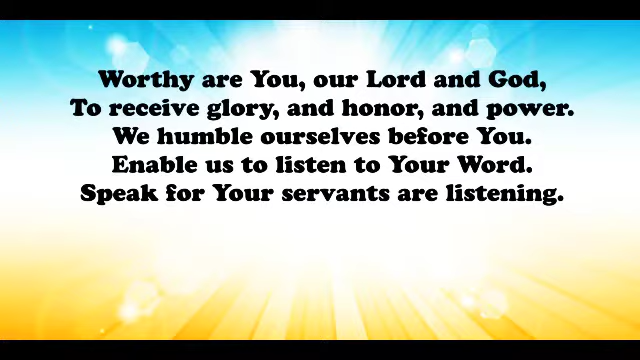 Worthy are You, our Lord and God,
To receive glory, and honor, and power.
We humble ourselves before You.
Enable us to listen to Your Word.
Speak for Your servants are listening.